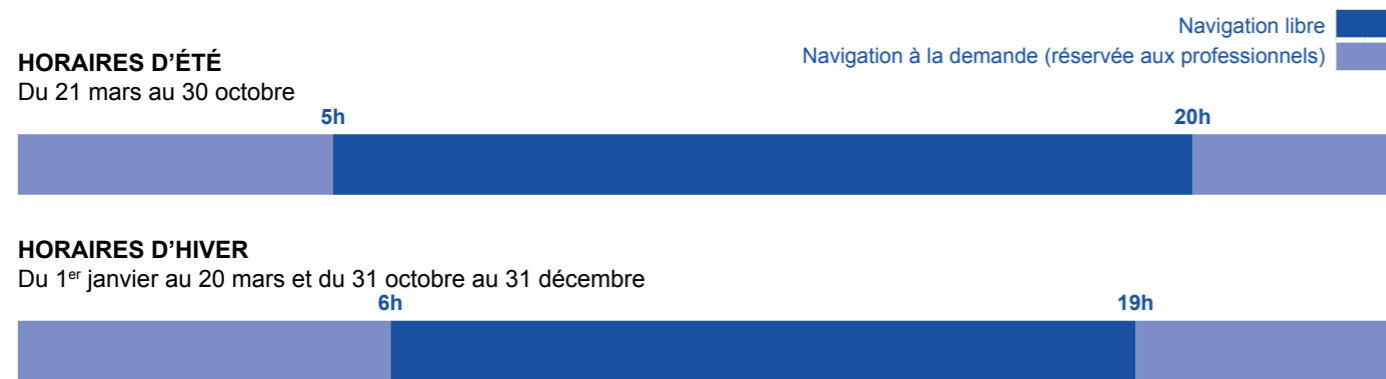 Navigation libre
Navigation à la demande (réservée aux professionnels)
HORAIRES D’ÉTÉ
Du 21 mars au 30 octobre
5h 20h
HORAIRES D’HIVER
Du 1er janvier au 20 mars et du 31 octobre au 31 décembre
6h 19h